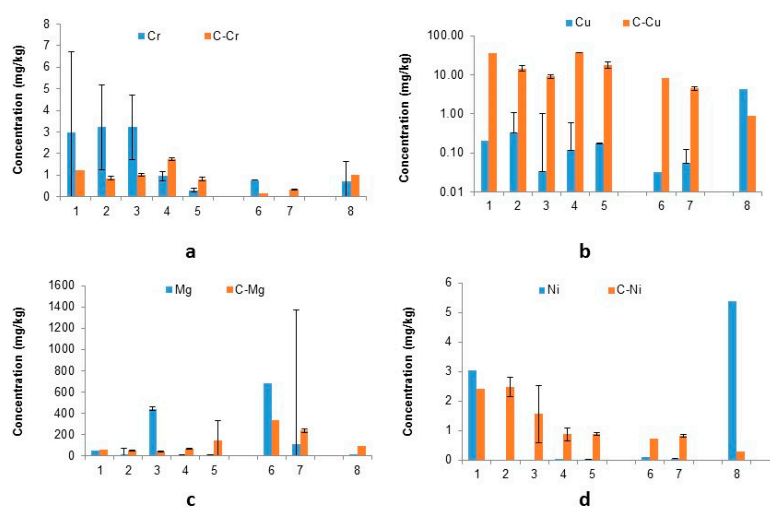 Cr C-Cr
Concentration (mg/kg)
8
7
6
5
4
3
2
1
0
1 2 3 4 5 6 7 8
a
Cu C-Cu
Concentration (mg/kg)
100.00
10.00
1.00
0.10
0.01
1 2 3 4 5 6 7 8
b
Mg C-Mg
Concentration (mg/kg)
1600
1400
1200
1000
800
600
400
200
0
1 2 3 4 5 6 7 8
c
Ni C-Ni
Concentration (mg/kg)
6
5
4
3
2
1
0
1 2 3 4 5 6 7 8
d